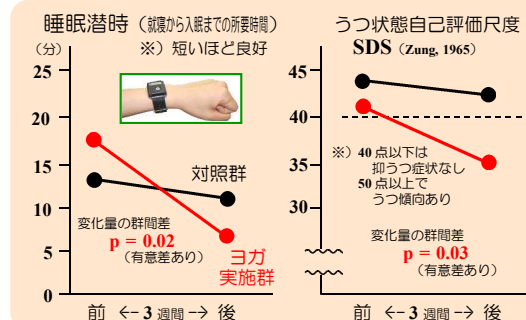 睡眠潜時（就寝から入眠までの所要時間）
（分）
※）短いほど良好
25
20
15
10
5
0
対照群
変化量の群間差
p = 0.02
（有意差あり）
ヨガ
実施群
前 ← 3 週間 → 後
うつ状態自己評価尺度
SDS（Zung, 1965）
45
40
35
30
※）40 点以下は
抑うつ症状なし
50 点以上で
うつ傾向あり
変化量の群間差
p = 0.03
（有意差あり）
前 ← 3 週間 → 後